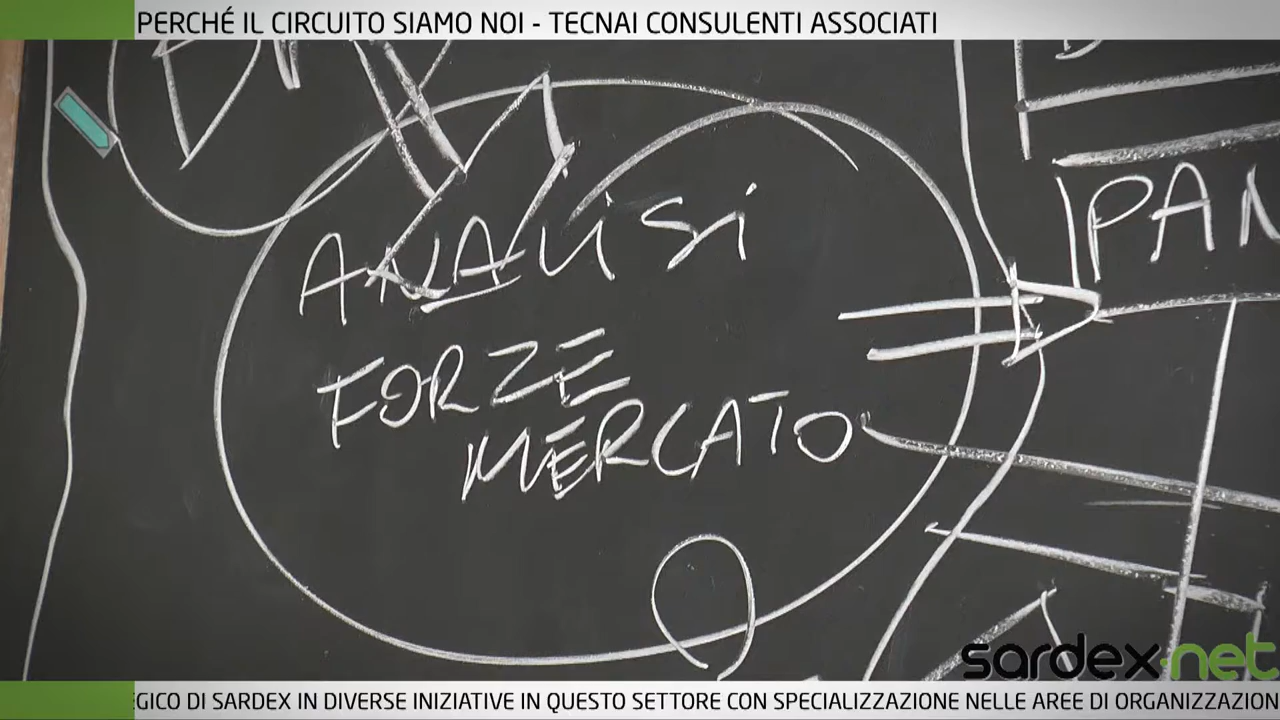 PERCHÉ IL CIRCUITO SIAMO NOI - TECNAI CONSULENTI ASSOCIATI
ANALISI
FORZE
MERCATO
PAN
sardex.net
GICO DI SARDEX IN DIVERSE INIZIATIVE IN QUESTO SETTORE CON SPECIALIZZAZIONE NELLE AREE DI ORGANIZZAZION